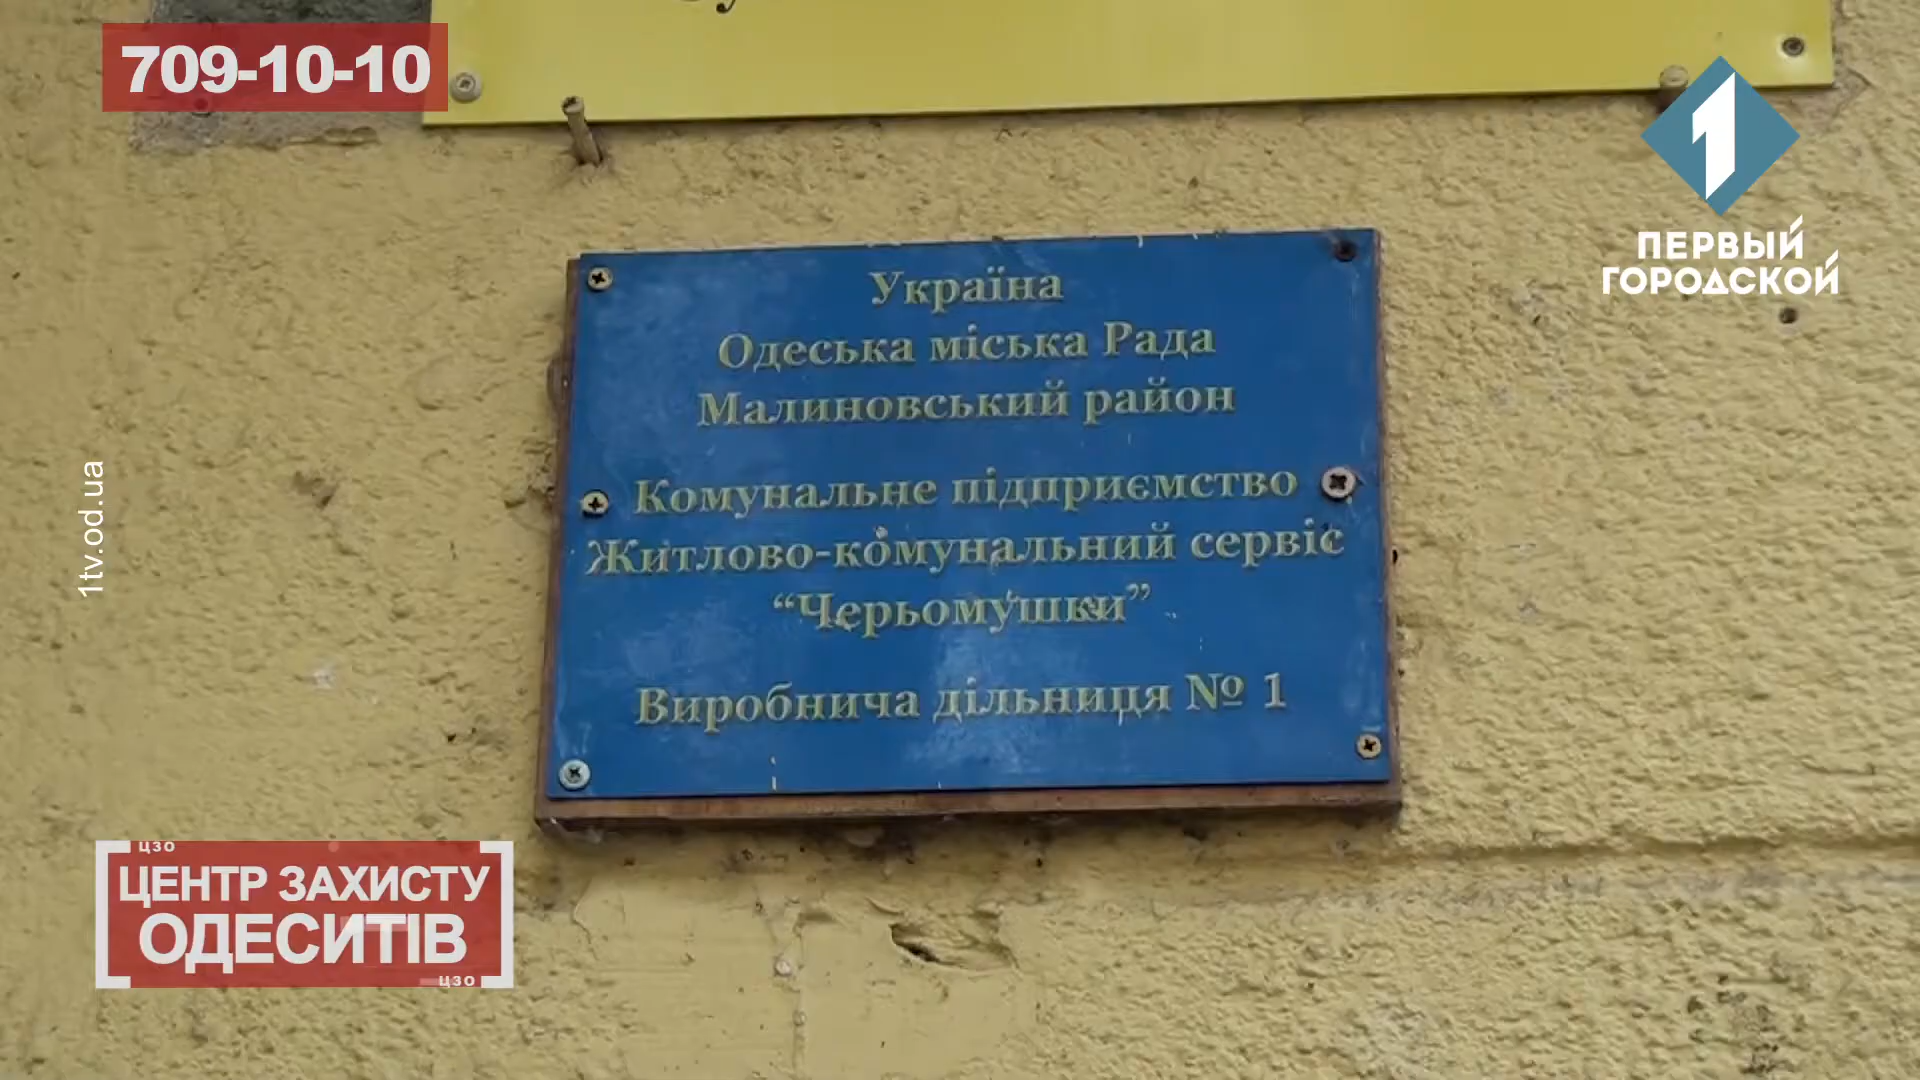 709-10-10
ПЕРВЫЙ
ГОРОДСКОЙ
Україна
Одеська міська Рада
Малиновський район
Комунальне підприємство
Житлово-комунальний сервіс
“Черьомушки”
Виробнича дільниця № 1
1tv.od.ua
ЦЗО
ЦЕНТР ЗАХИСТУ
ОДЕСИТІВ
ЦЗО